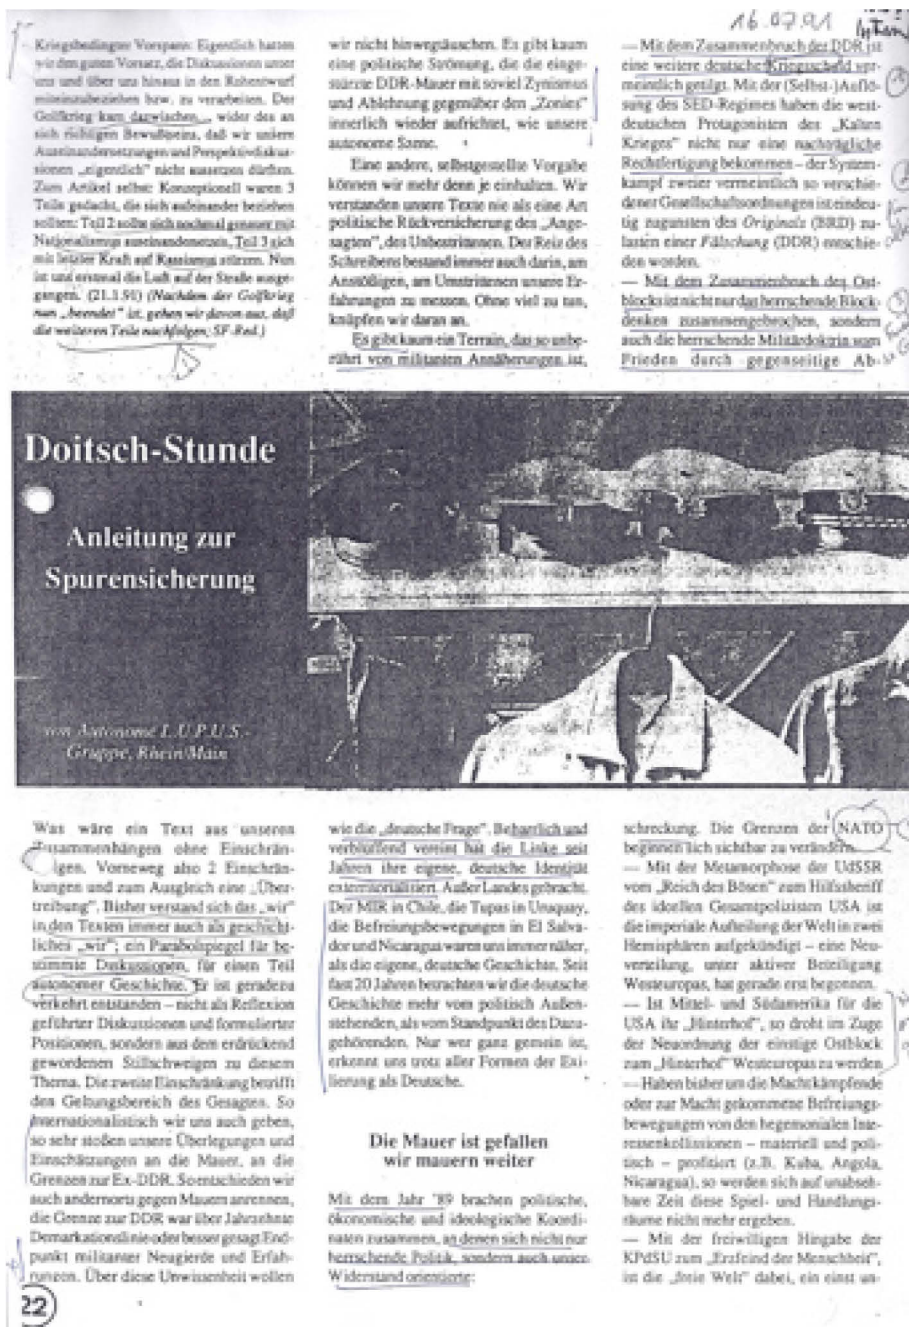 16.07.91
Kriegsbedingter Vorspann: Eigentlich hatten
wir den guten Vorsatz, die Diskussionen unter
uns und über uns hinaus in den Rohentwurf
miteinzubeziehen bzw. zu verarbeiten. Der
Golfkrieg kam dazwischen... wider des an
sich richtigen Bewußtseins, daß wir unsere
Auseinandersetzungen und Perspektivdiskus-
sionen „eigentlich" nicht aussetzen dürften.
Zum Artikel selbst: Konzeptionell waren 3
Teile gedacht, die sich aufeinander beziehen
sollten: Teil 2 sollte sich nochmal genauer mit
Nationalismus auseinandersetzen, Teil 3 sich
mit letzter Kraft auf Rassismus stürzen. Nun
ist uns erstmal die Luft auf der Straße ausge-
gangen. (21.1.91) (Nachdem der Golfkrieg
nun „beendet" ist, gehen wir davon aus, daß
die weiteren Teile nachfolgen; SF-Red.)
wir nicht hinwegtäuschen. Es gibt kaum
eine politische Strömung, die die einge-
stürzte DDR-Mauer mit soviel Zynismus
und Ablehnung gegenüber den „Zonies"
innerlich wieder aufrichtet, wie unsere
autonome Szene.
Eine andere, selbstgestellte Vorgabe
können wir mehr denn je einhalten. Wir
verstanden unsere Texte nie als eine Art
politische Rückversicherung des „Ange-
sagten", des Unbestrittenen. Der Reiz des
Schreibens bestand immer auch darin, am
Anstößigen, am Umstrittenen unsere Er-
fahrungen zu messen. Ohne viel zu tun,
knüpfen wir daran an.
Es gibt kaum ein Terrain, das so unbe-
rührt von militanten Annäherungen ist,
— Mit dem Zusammenbruch der DDR ist
eine weitere deutsche Kriegsschuld ver-
meintlich getilgt. Mit der (Selbst-)Auflö-
sung des SED-Regimes haben die west-
deutschen Protagonisten des „Kalten
Krieges" nicht nur eine nachträgliche
Rechtfertigung bekommen – der System-
kampf zweier vermeintlich so verschie-
dener Gesellschaftsordnungen ist eindeu-
tig zugunsten des Originals (BRD) zu-
lasten einer Fälschung (DDR) entschie-
den worden.
— Mit dem Zusammenbruch des Ost-
blocks ist nicht nur das herrschende Block-
denken zusammengebrochen, sondern
auch die herrschende Militärdoktrin vom
Frieden durch gegenseitige Ab-
Doitsch-Stunde
Anleitung zur
Spurensicherung
von Autonome L.U.P.U.S.-
Gruppe, Rhein/Main
Was wäre ein Text aus unseren
Zusammenhängen ohne Einschrän-
kungen. Vorneweg also 2 Einschrän-
kungen und zum Ausgleich eine „Über-
treibung". Bisher verstand sich das „wir"
in den Texten immer auch als geschicht-
liches „wir"; ein Parabolspiegel für be-
stimmte Diskussionen, für einen Teil
autonomer Geschichte. Er ist geradezu
verkehrt entstanden – nicht als Reflexion
geführter Diskussionen und formulierter
Positionen, sondern aus dem erdrückend
gewordenen Stillschweigen zu diesem
Thema. Die zweite Einschränkung betrifft
den Geltungsbereich des Gesagten. So
internationalistisch wir uns auch geben,
so sehr stoßen unsere Überlegungen und
Einschätzungen an die Mauer, an die
Grenzen zur Ex-DDR. So entschieden wir
auch andernorts gegen Mauern anrennen,
die Grenze zur DDR war über Jahrzehnte
Demarkationslinie oder besser gesagt End-
punkt militanter Neugierde und Erfah-
rungen. Über diese Unwissenheit wollen
wie die „deutsche Frage". Beharrlich und
verblüffend vereint hat die Linke seit
Jahren ihre eigene, deutsche Identität
exterritorialisiert. Außer Landes gebracht.
Der MIR in Chile, die Tupas in Uruguay,
die Befreiungsbewegungen in El Salva-
dor und Nicaragua waren uns immer näher,
als die eigene, deutsche Geschichte. Seit
fast 20 Jahren betrachten wir die deutsche
Geschichte mehr vom politisch Außen-
stehenden, als vom Standpunkt des Dazu-
gehörenden. Nur wer ganz gemein ist,
erkennt uns trotz aller Formen der Exi-
lierung als Deutsche.
Die Mauer ist gefallen
wir mauern weiter
Mit dem Jahr '89 brachen politische,
ökonomische und ideologische Koordi-
naten zusammen, an denen sich nicht nur
herrschende Politik, sondern auch unser
Widerstand orientierte:
schreckung. Die Grenzen der NATO
beginnen sich sichtbar zu verändern.
— Mit der Metamorphose der UdSSR
vom „Reich des Bösen" zum Hilfssheriff
des ideellen Gesamtpolizisten USA ist
die imperiale Aufteilung der Welt in zwei
Hemisphären aufgekündigt – eine Neu-
verteilung, unter aktiver Beteiligung
Westeuropas, hat gerade erst begonnen.
— Ist Mittel- und Südamerika für die
USA ihr „Hinterhof", so droht im Zuge
der Neuordnung der einstige Ostblock
zum „Hinterhof" Westeuropas zu werden
— Haben bisher um die Macht kämpfende
oder zur Macht gekommene Befreiungs-
bewegungen von den hegemonialen Inte-
ressenkollissionen – materiell und poli-
tisch – profitiert (z.B. Kuba, Angola,
Nicaragua), so werden sich auf unabseh-
bare Zeit diese Spiel- und Handlungs-
räume nicht mehr ergeben.
— Mit der freiwilligen Hingabe der
KPdSU zum „Erzfeind der Menschheit",
ist die „freie Welt" dabei, ein einst un-
22